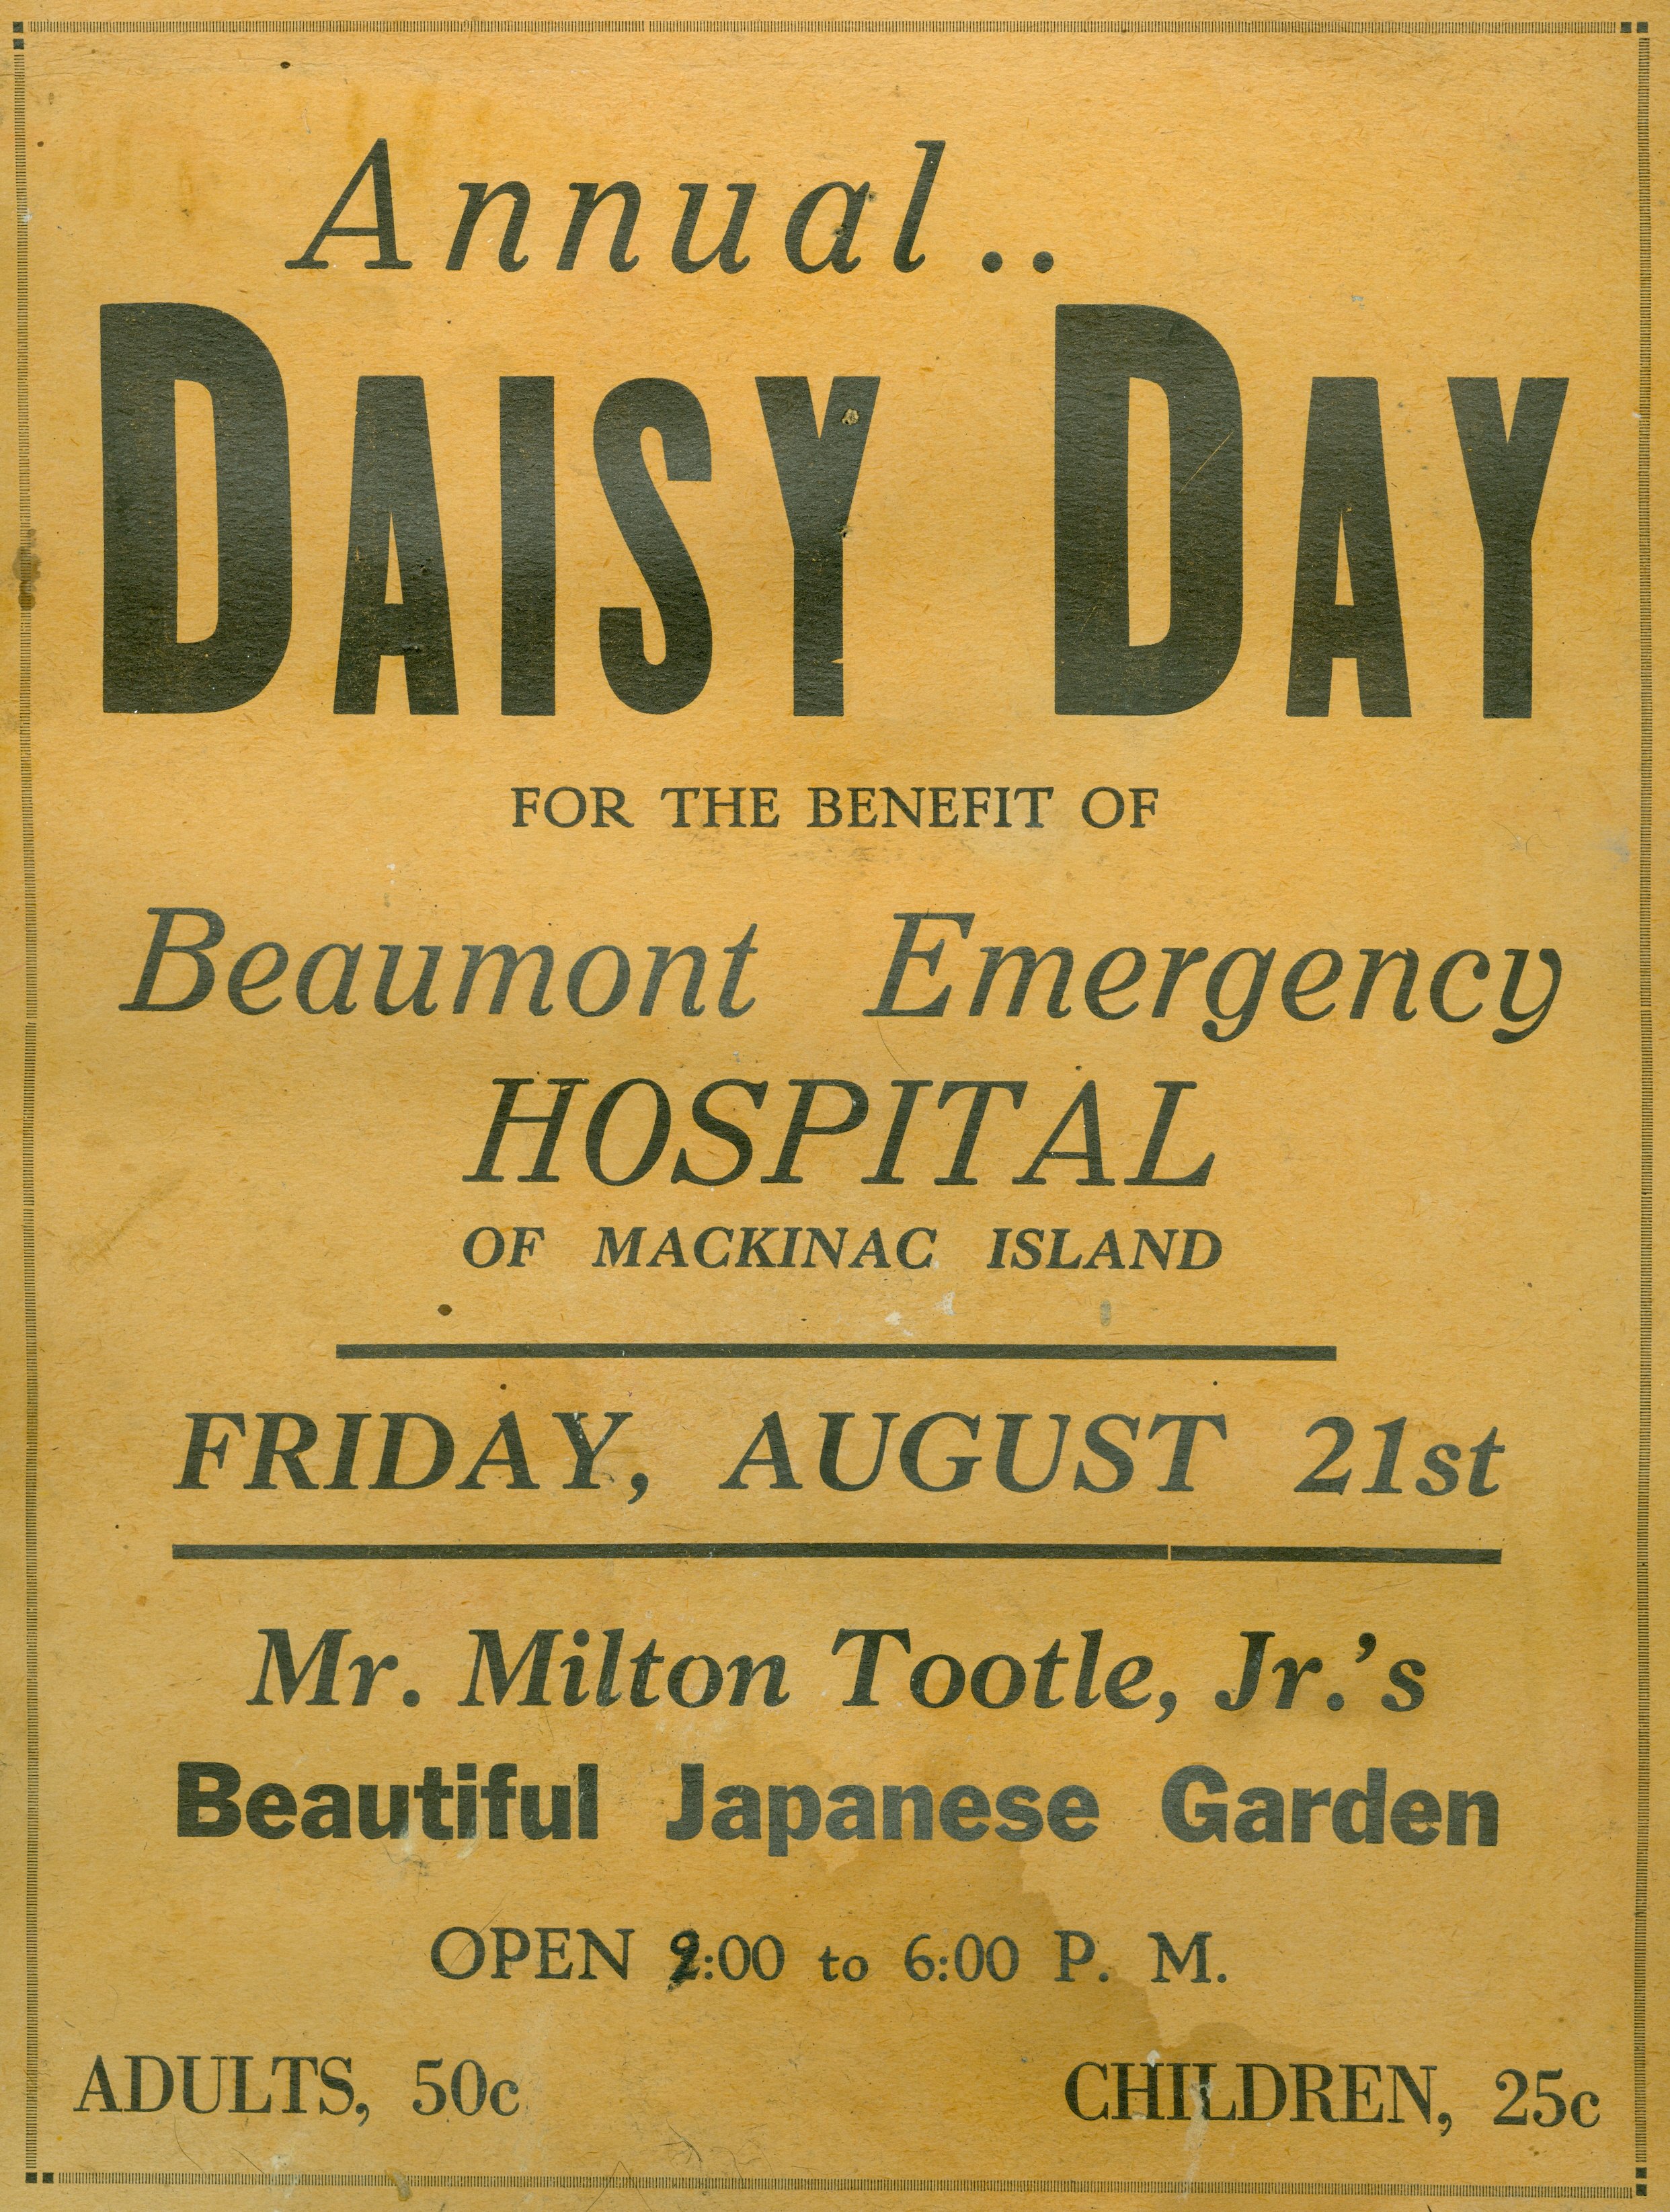 Annual..
DAISY DAY
FOR THE BENEFIT OF
Beaumont Emergency
HOSPITAL
OF MACKINAC ISLAND
FRIDAY, AUGUST 21st
Mr. Milton Tootle, Jr.'s
Beautiful Japanese Garden
OPEN 2:00 to 6:00 P. M.
ADULTS, 50c CHILDREN, 25c